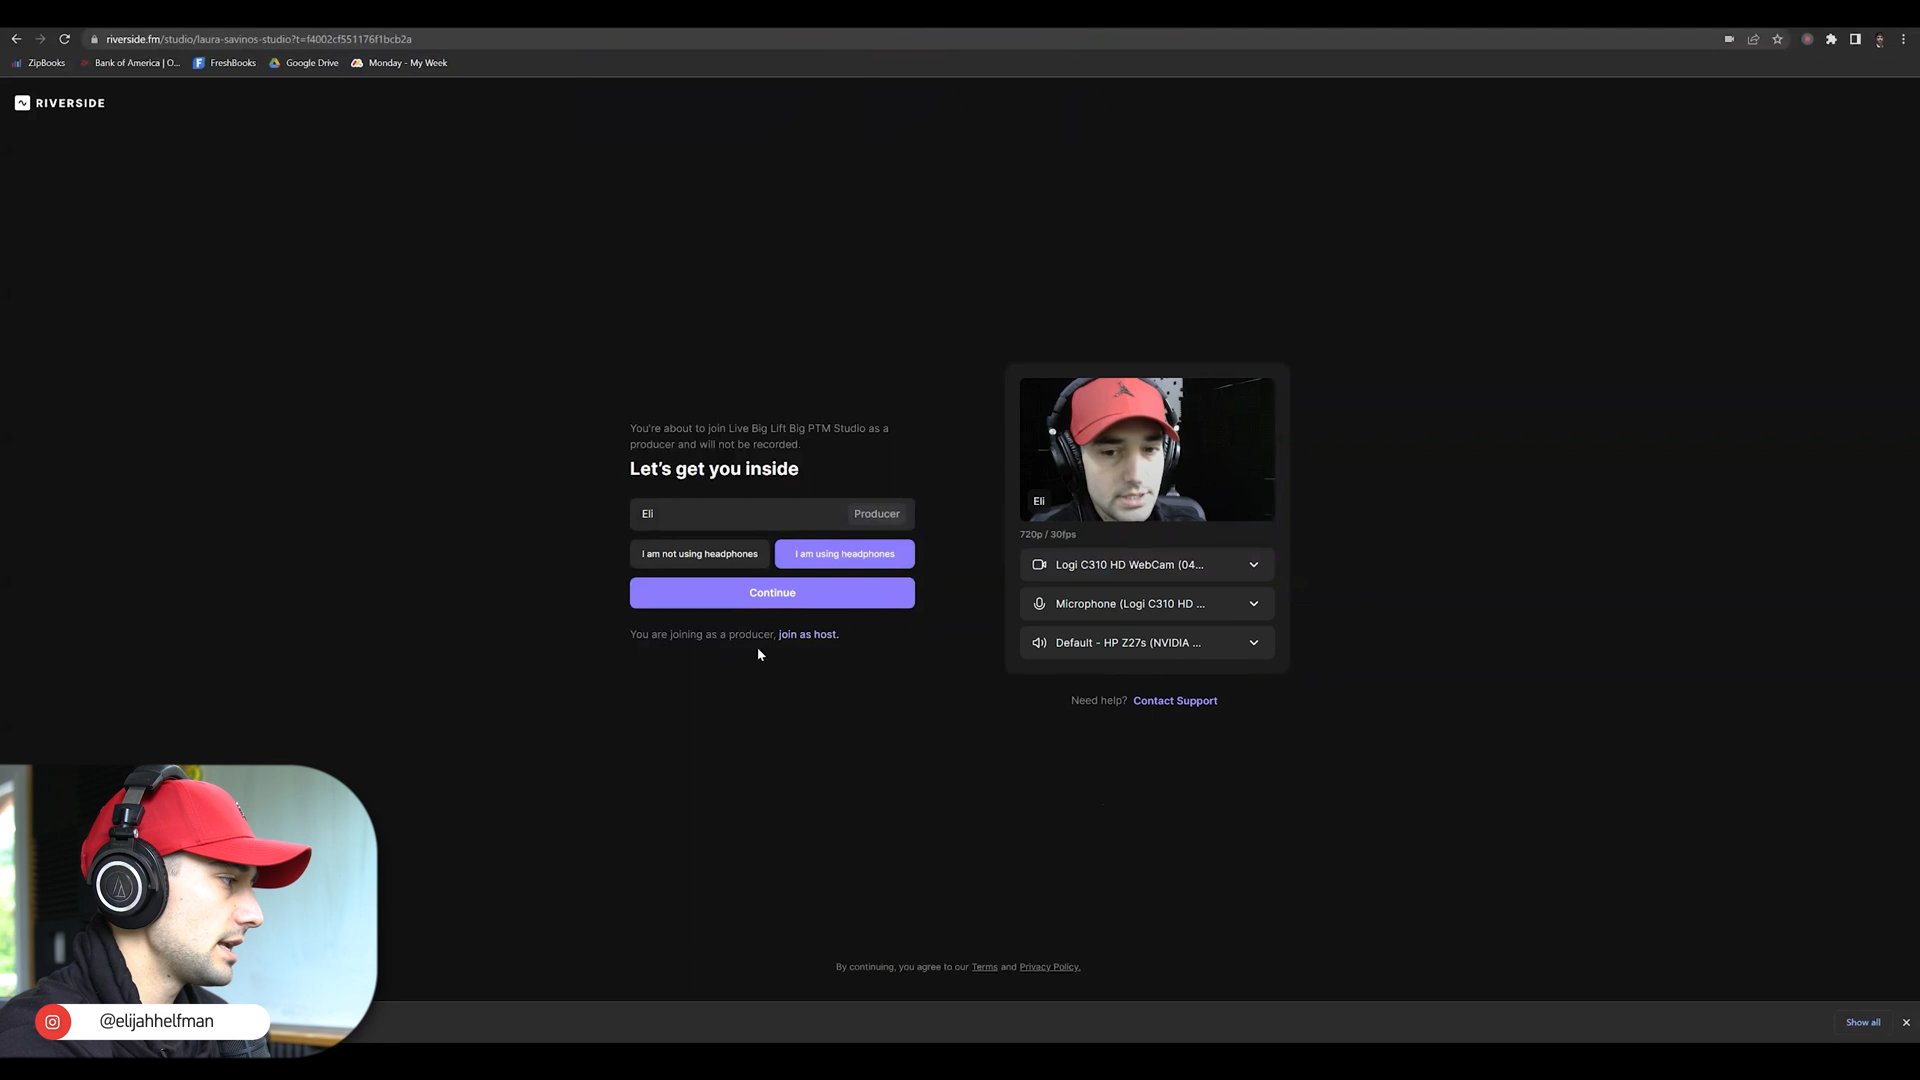 riverside.fm/studio/laura-savinos-studio?t=f4002cf551176f1bcb2a
ZipBooks
Bank of America | O...
FreshBooks
Google Drive
Monday - My Week
RIVERSIDE
You're about to join Live Big Lift Big PTM Studio as a
producer and will not be recorded.
Let's get you inside
Eli
Producer
I am not using headphones
I am using headphones
Continue
You are joining as a producer, join as host.
Eli
720p / 30fps
Logi C310 HD WebCam (04...
Microphone (Logi C310 HD ...
Default - HP Z27s (NVIDIA ...
Need help? Contact Support
By continuing, you agree to our Terms and Privacy Policy.
@elijahhelfman
Show all